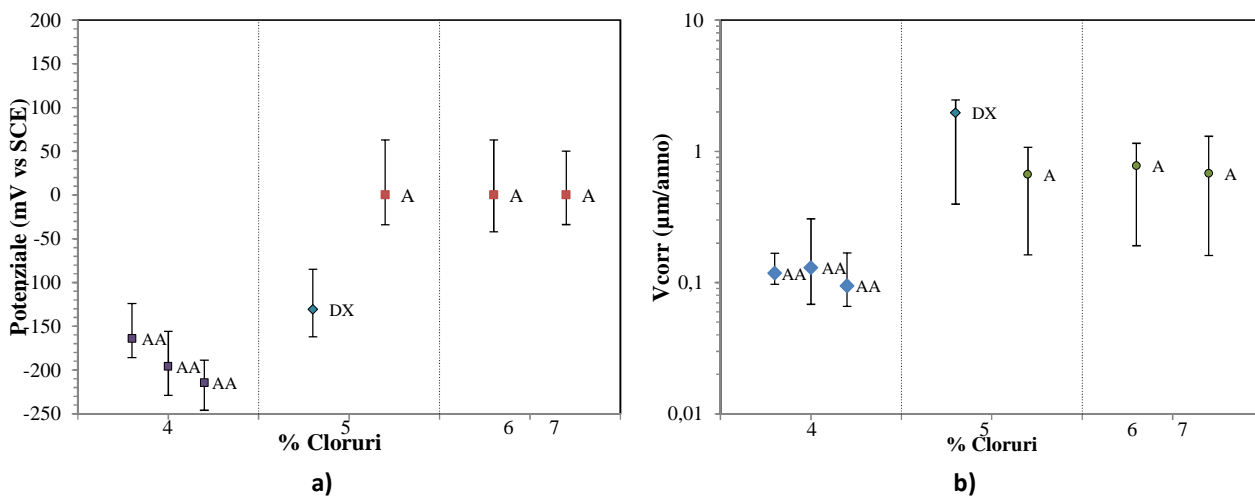 200
150
100
50
0
-50
-100
-150
-200
-250
Potenziale (mV vs SCE)
AA
AA
AA
DX
A
A
A
4
5
6
7
% Cloruri
a)
10
1
0,1
0,01
Vcorr (µm/anno)
AA
AA
AA
DX
A
A
A
4
5
6
7
% Cloruri
b)